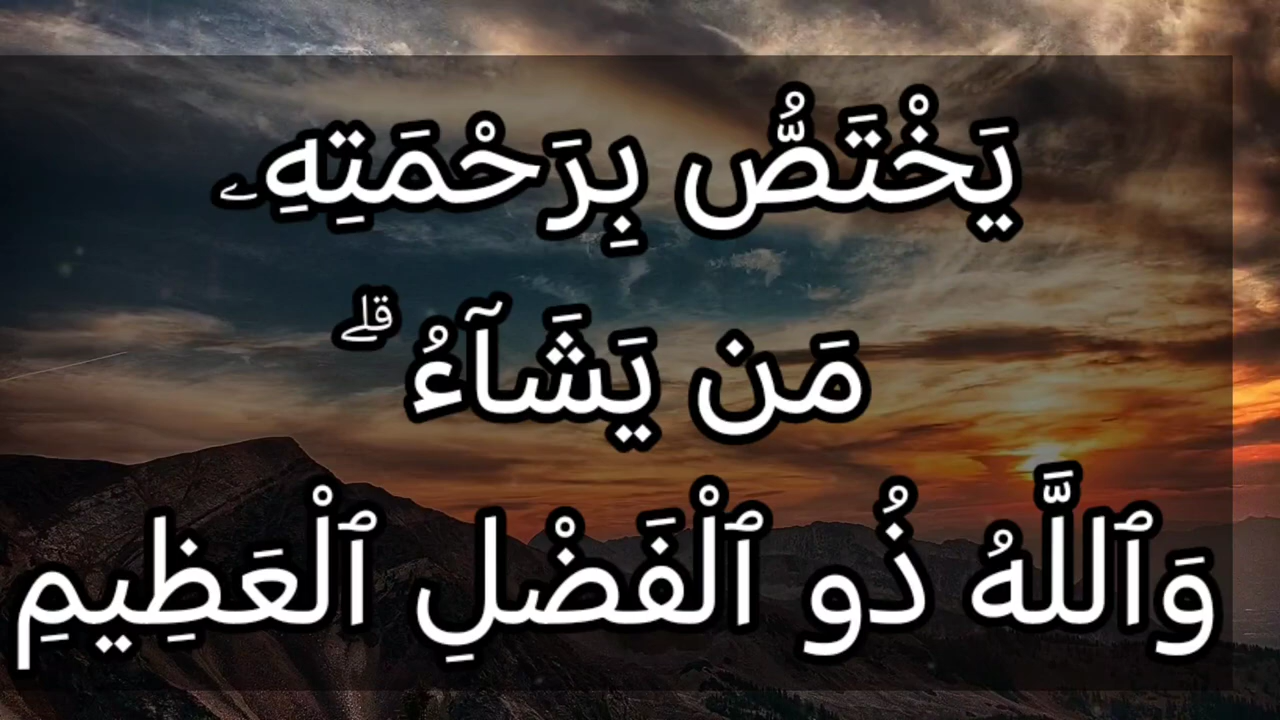 يَخْتَصُّ بِرَحْمَتِهِۦ
مَن يَشَآءُ ۗ
وَٱللَّهُ ذُو ٱلْفَضْلِ ٱلْعَظِيمِ